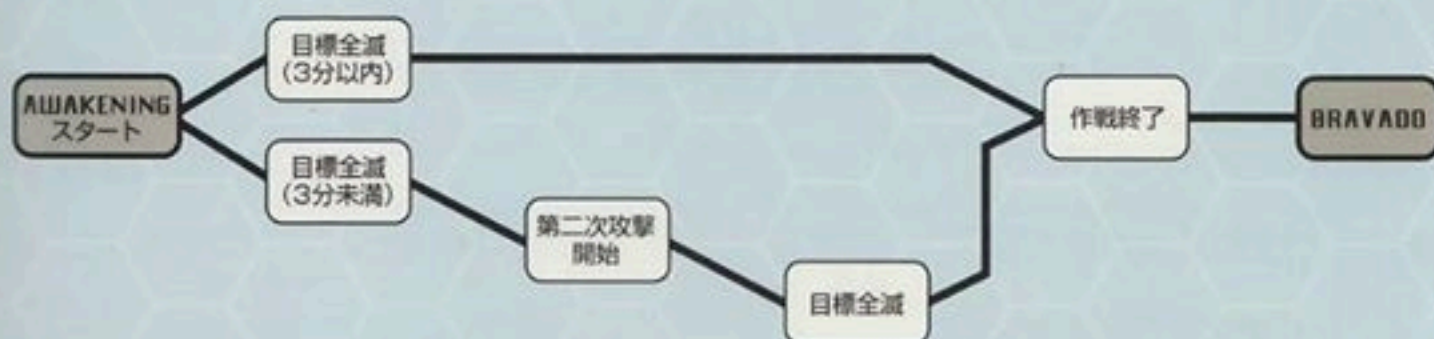 AWAKENING
スタート
目標全滅
(3分以内)
目標全滅
(3分未満)
第二次攻撃
開始
目標全滅
作戦終了
BRAVADO